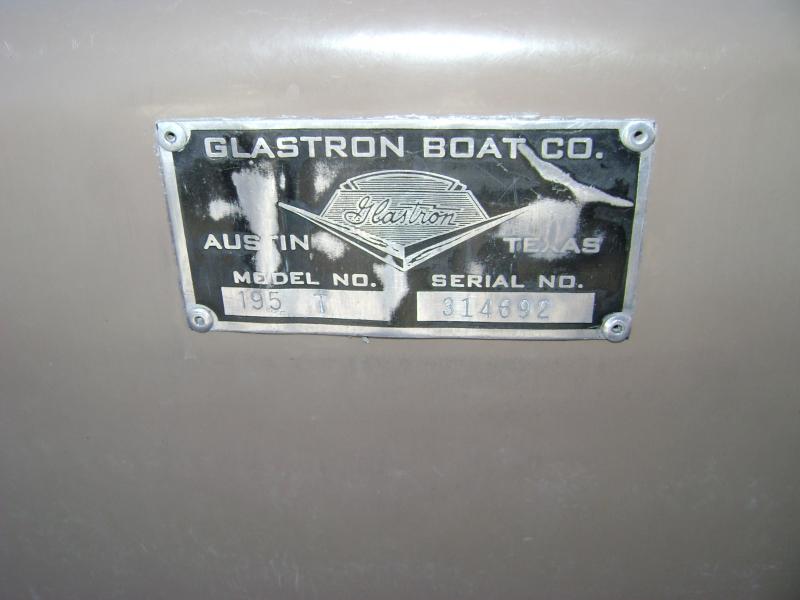 GLASTRON BOAT CO.
Glastron
AUSTIN TEXAS
MODEL NO. SERIAL NO.
195 T 314692